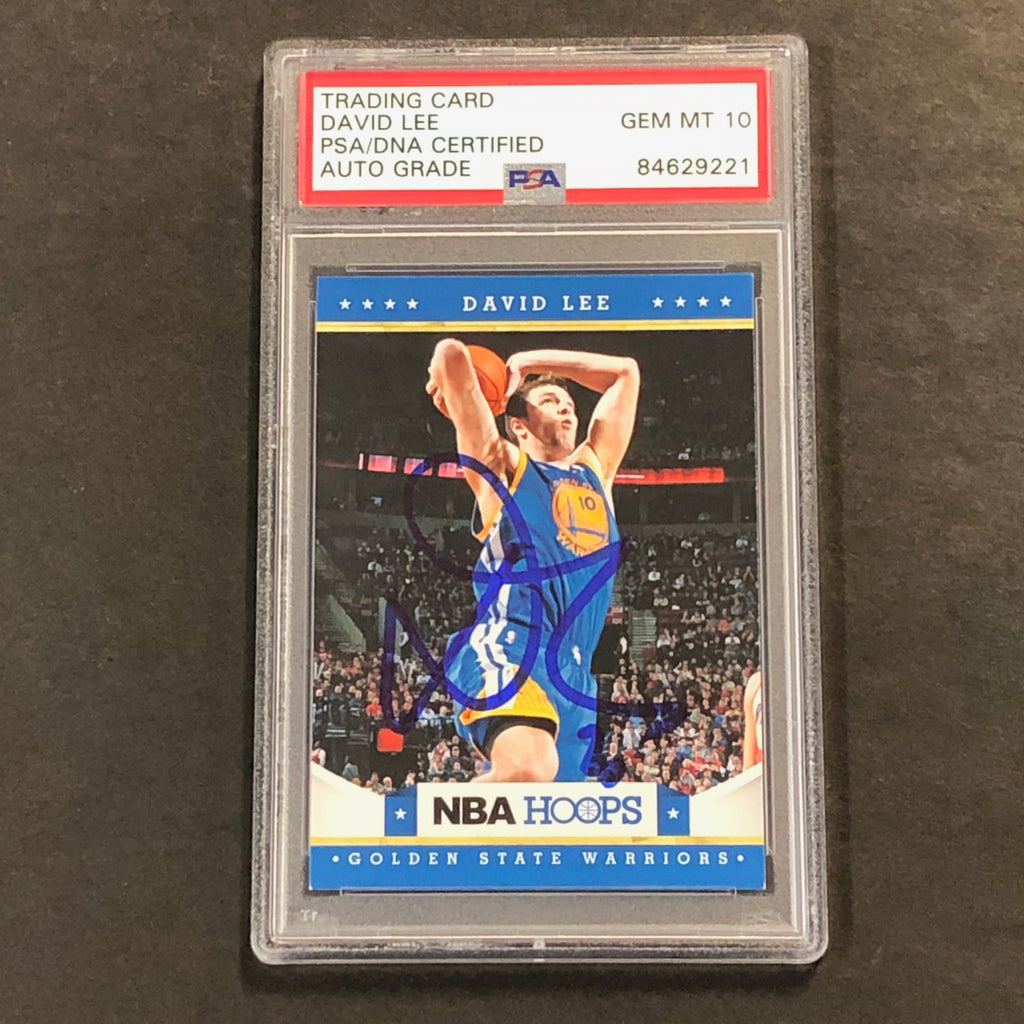 TRADING CARD
DAVID LEE
PSA/DNA CERTIFIED
AUTO GRADE
GEM MT 10
84629221
PSA
DAVID LEE
10
NBA HOOPS
GOLDEN STATE WARRIORS